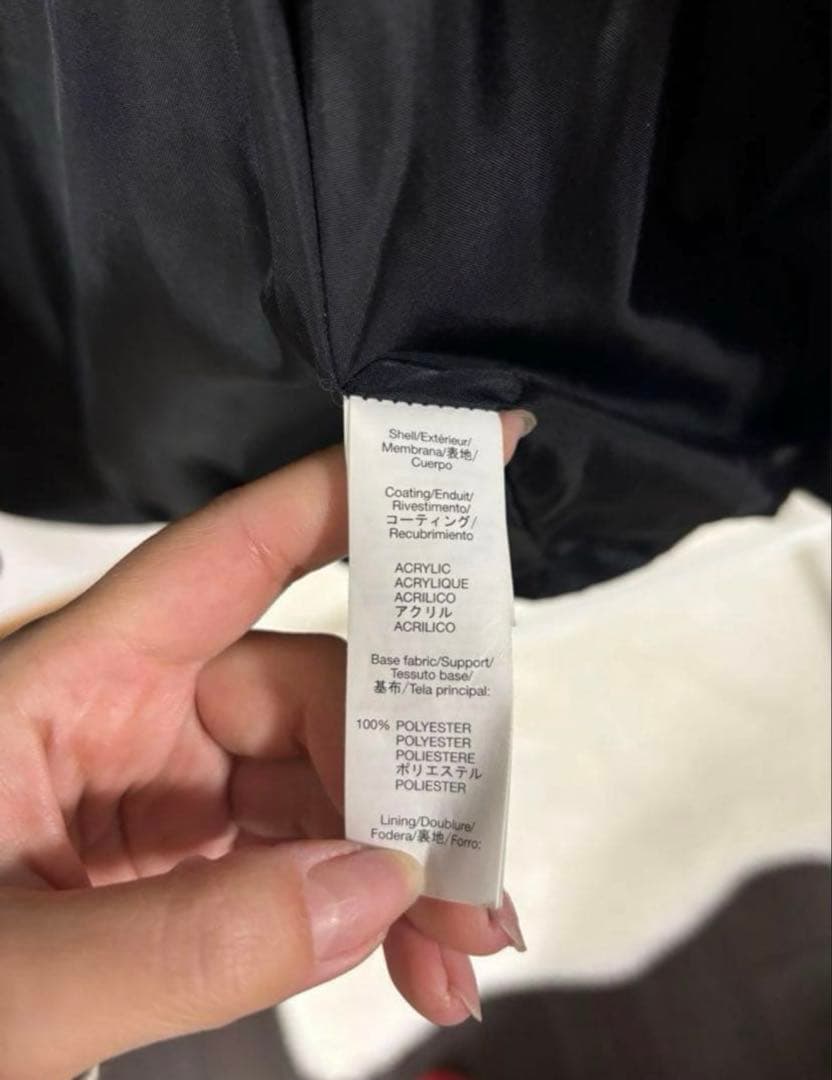 Shell/Extérieur/
Membrana/表地/
Cuerpo
Coating/Enduit/
Rivestimento/
コーティング/
Recubrimiento
ACRYLIC
ACRYLIQUE
ACRILICO
アクリル
ACRILICO
Base fabric/Support/
Tessuto base/
基布/Tela principal:
100% POLYESTER
POLYESTER
POLIESTERE
ポリエステル
POLIESTER
Lining/Doublure/
Fodera/裏地/Forro: